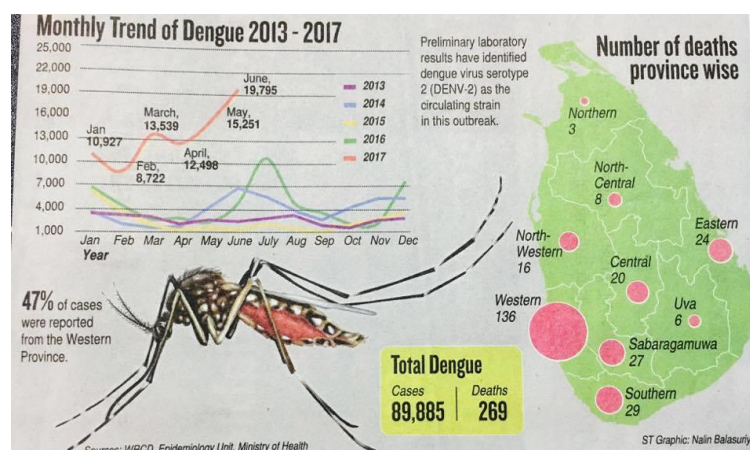 Monthly Trend of Dengue 2013 - 2017
25,000
22,000
19,000
16,000
13,000
10,000
7,000
4,000
1,000
Jan
10,927
Feb,
8,722
March,
13,539
April,
12,498
May,
15,251
June,
19,795
2013
2014
2015
2016
2017
Jan Feb Mar Apr May June July Aug Sep Oct Nov Dec
Year
Preliminary laboratory
results have identified
dengue virus serotype
2 (DENV-2) as the
circulating strain
in this outbreak.
Number of deaths
province wise
Northern
3
North-
Central
8
Eastern
24
North-
Western
16
Central
20
Western
136
Uva
6
Sabaragamuwa
27
Southern
29
47% of cases
were reported
from the Western
Province.
Total Dengue
Cases
89,885
Deaths
269
Sources: WRCD, Epidemiology Unit, Ministry of Health
ST Graphic: Nalin Balasuriy